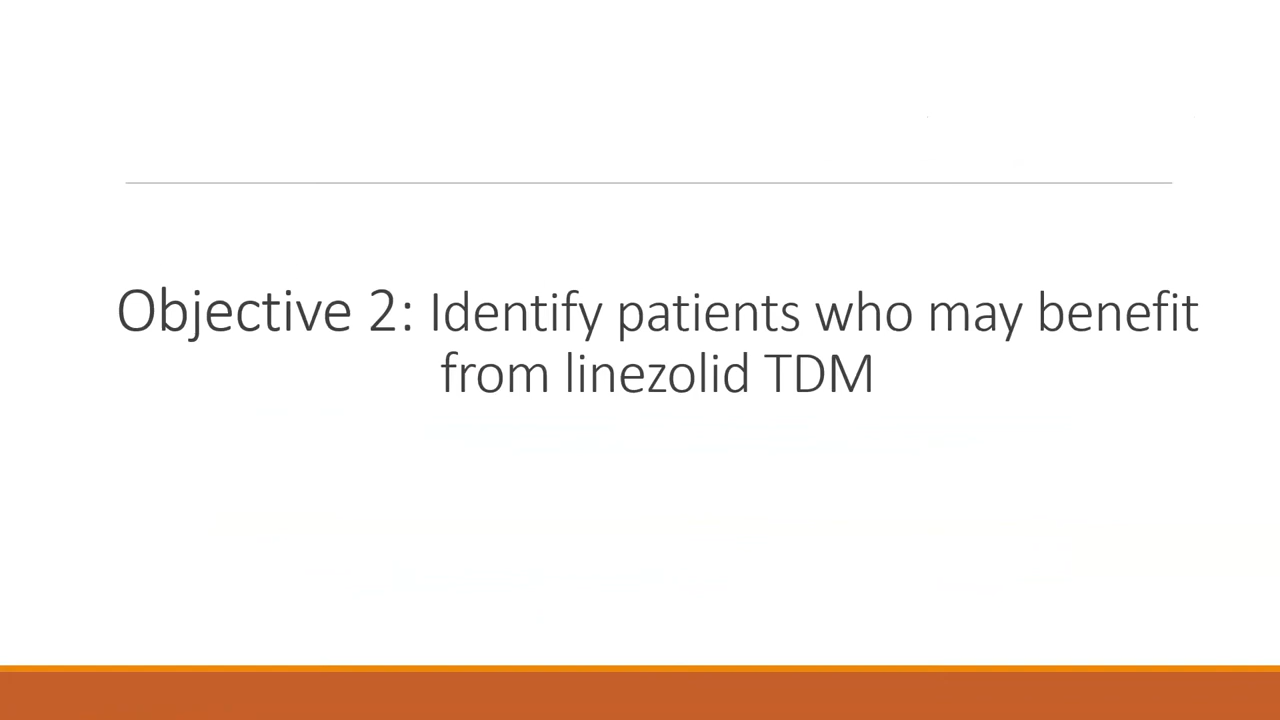 Objective 2: Identify patients who may benefit
from linezolid TDM